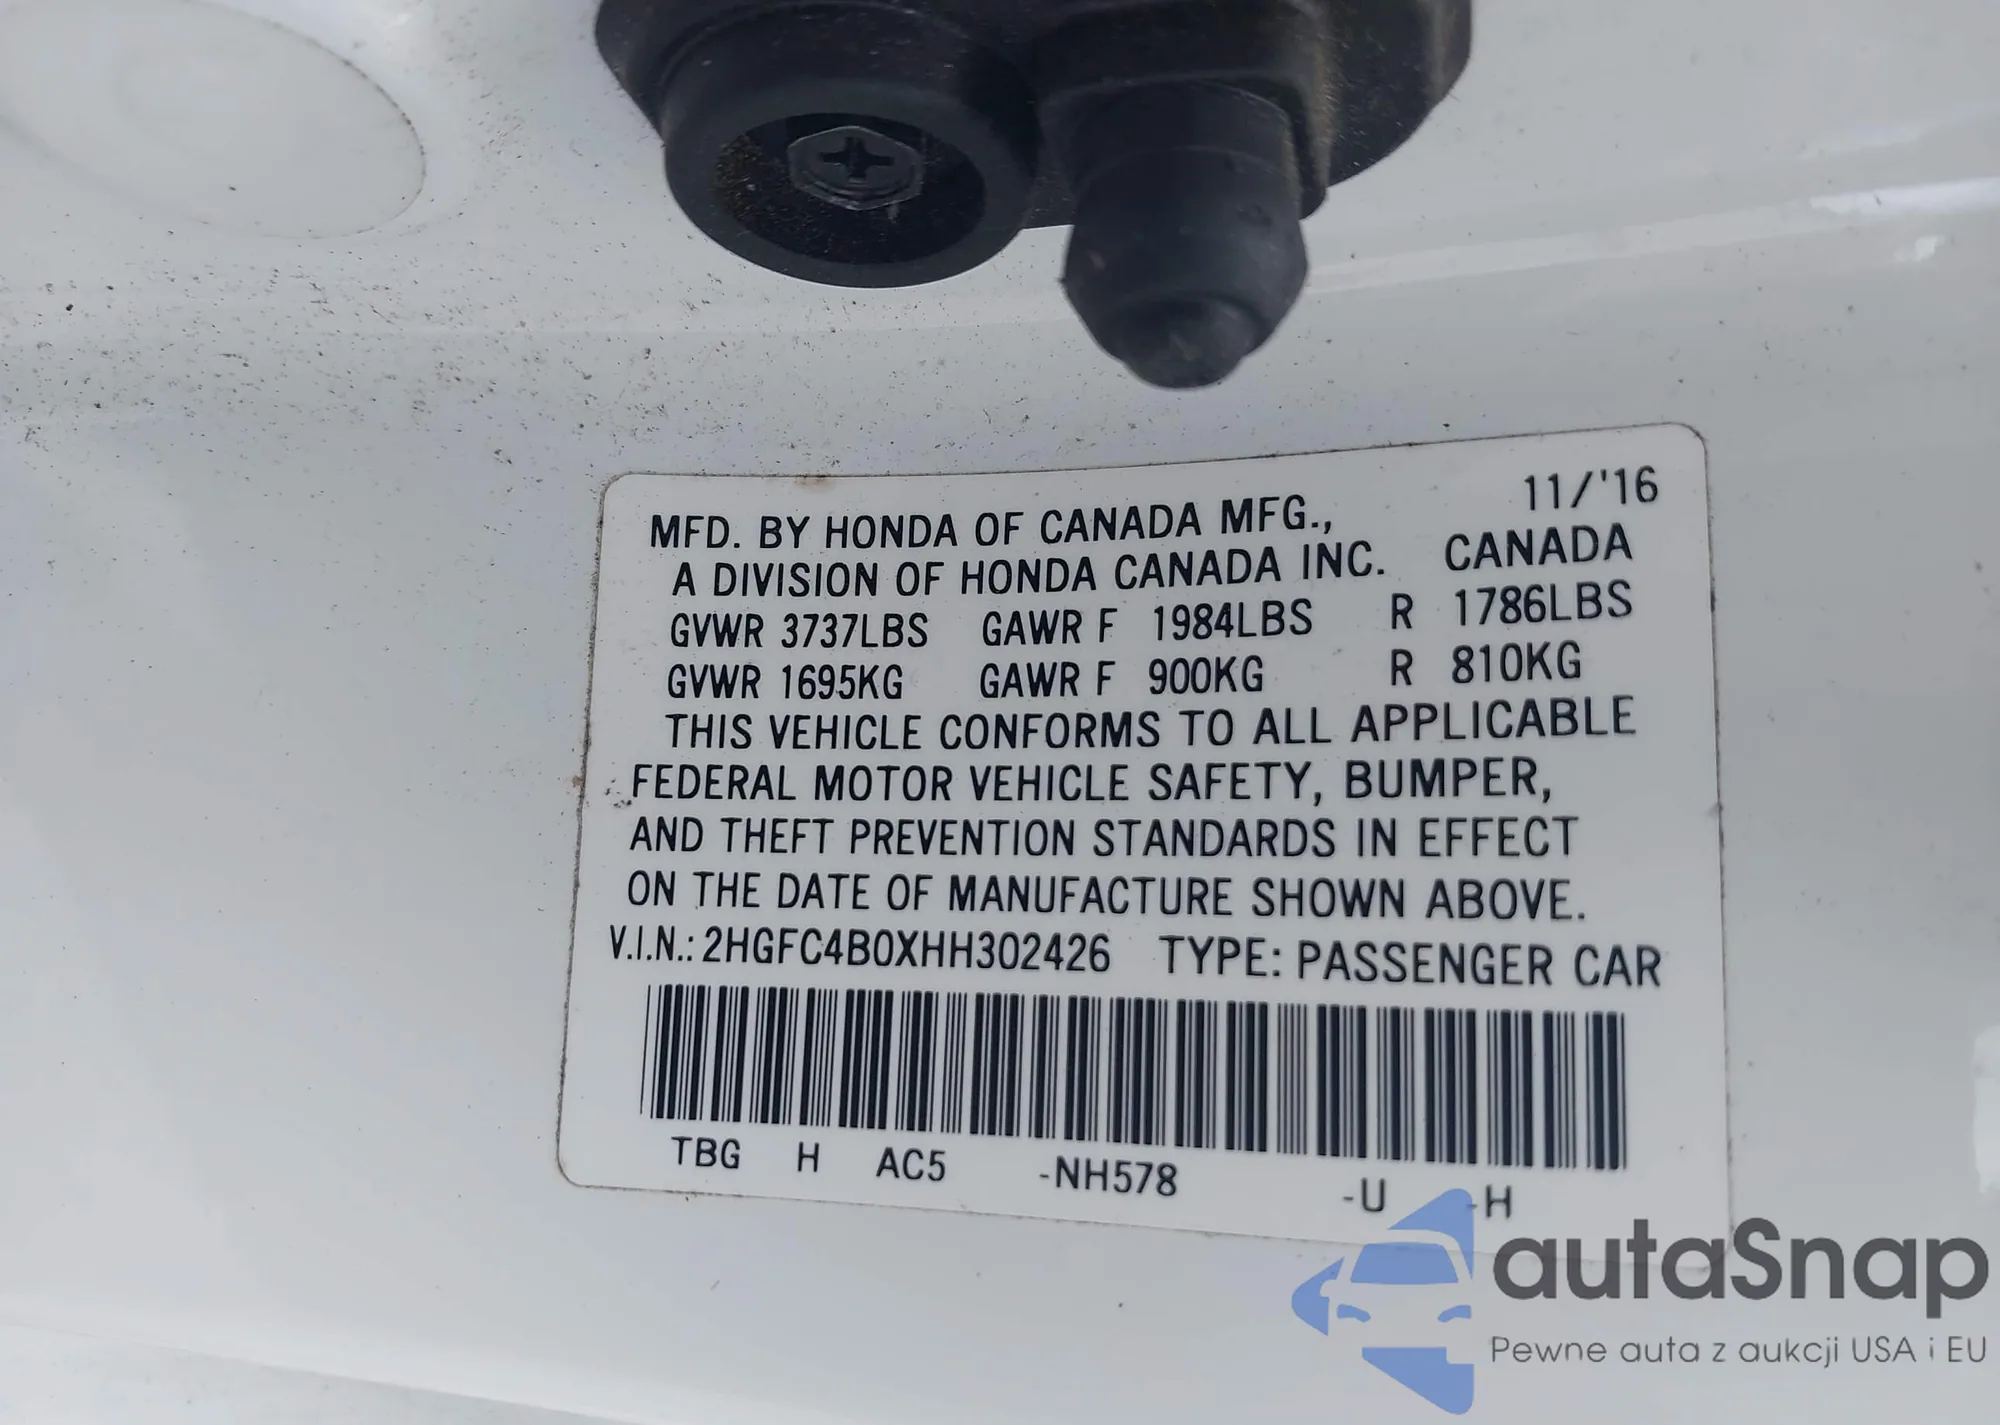 11/'16
MFD. BY HONDA OF CANADA MFG.,
A DIVISION OF HONDA CANADA INC. CANADA
GVWR 3737LBS GAWR F 1984LBS R 1786LBS
GVWR 1695KG GAWR F 900KG R 810KG
THIS VEHICLE CONFORMS TO ALL APPLICABLE
FEDERAL MOTOR VEHICLE SAFETY, BUMPER,
AND THEFT PREVENTION STANDARDS IN EFFECT
ON THE DATE OF MANUFACTURE SHOWN ABOVE.
V.I.N.: 2HGFC4B0XHH302426 TYPE: PASSENGER CAR
TBG H AC5 -NH578 -U -H
autaSnap
Pewne auta z aukcji USA i EU